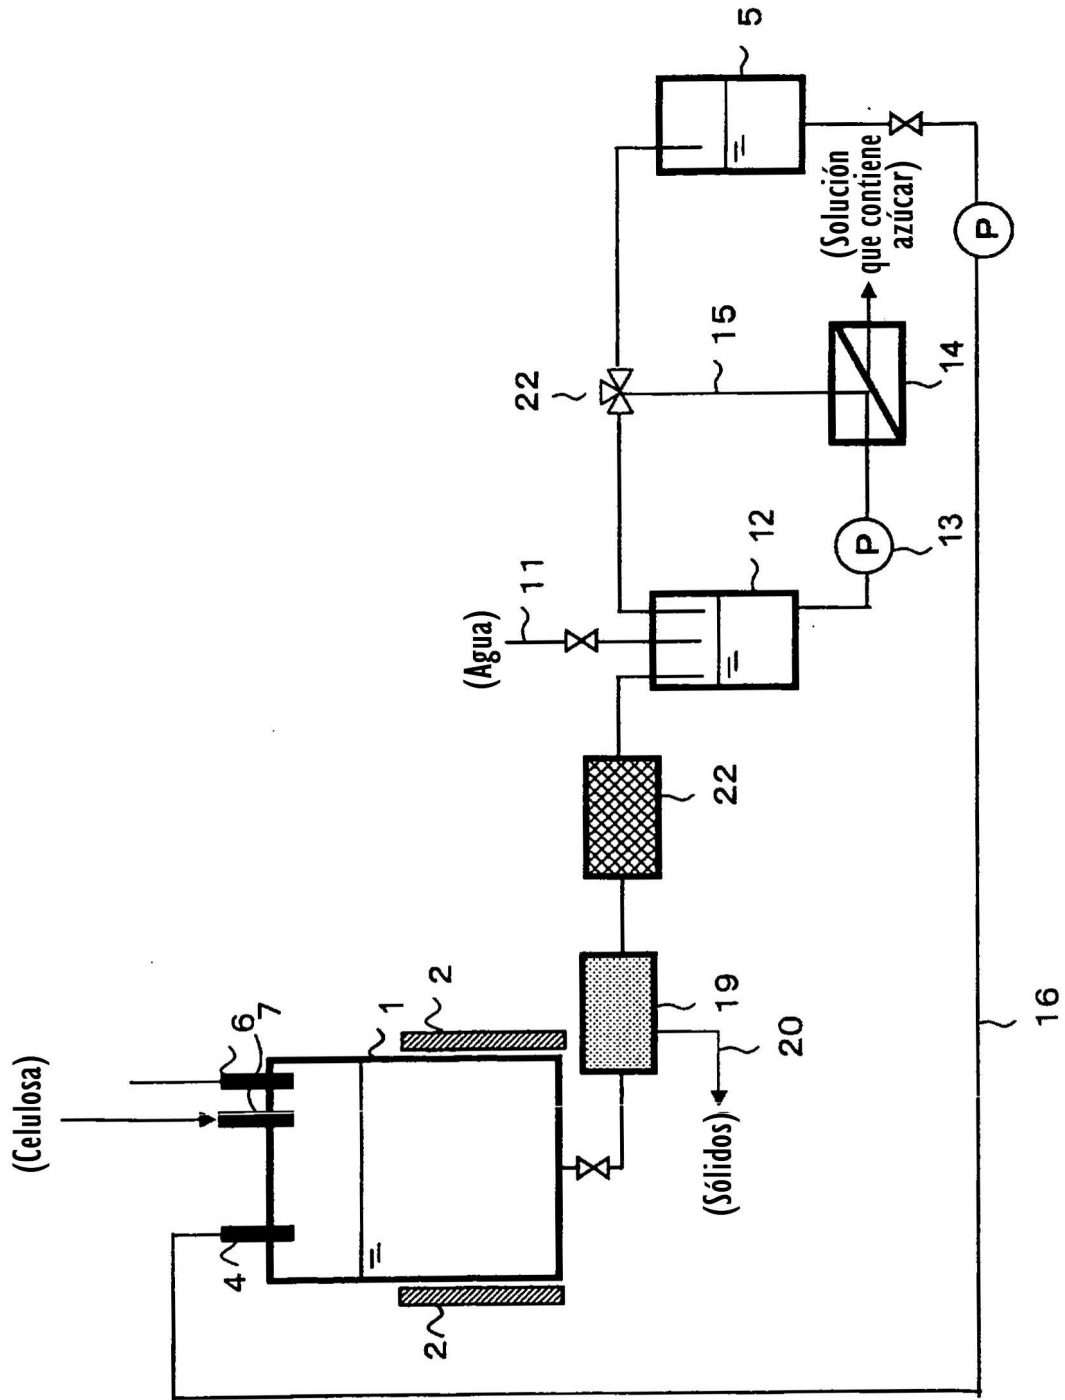 (Celulosa)
4
6
7
1
2
2
(Agua)
11
22
5
12
15
(Solución
que contiene
azúcar)
19
22
20
(Sólidos)
P
13
14
P
16